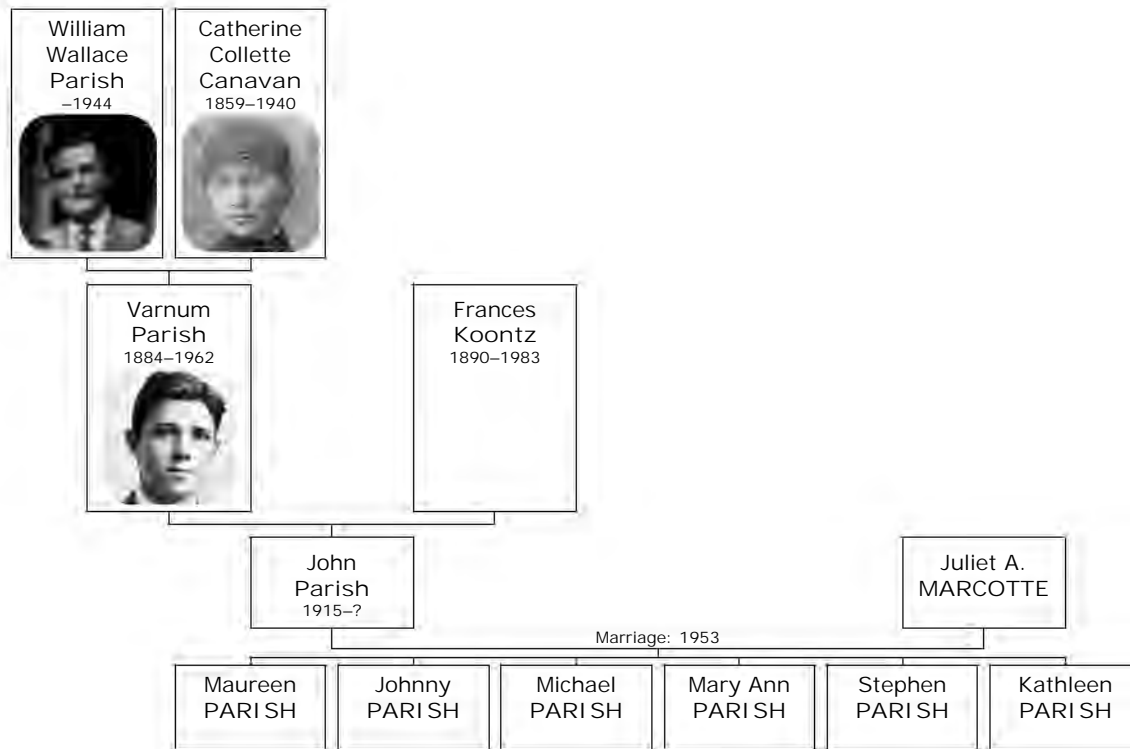 William
Wallace
Parish
–1944
Catherine
Collette
Canavan
1859–1940
Varnum
Parish
1884–1962
Frances
Koontz
1890–1983
John
Parish
1915–?
Juliet A.
MARCOTTE
Marriage: 1953
Maureen
PARISH
Johnny
PARISH
Michael
PARISH
Mary Ann
PARISH
Stephen
PARISH
Kathleen
PARISH